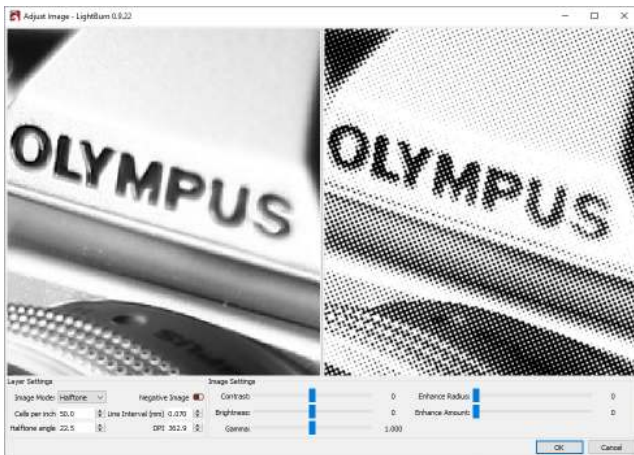 Adjust Image - LightBurn 0.9.22
OLYMPUS
OLYMPUS
Layer Settings
Image Settings
Image Mode: Halftone
Negative Image
Contrast: 0
Enhance Radius: 0
Cells per inch 50.0
Line Interval (mm) 0.070
Brightness: 0
Enhance Amount: 0
Halftone angle 22.5
DPI 362.9
Gamma: 1.000
OK
Cancel